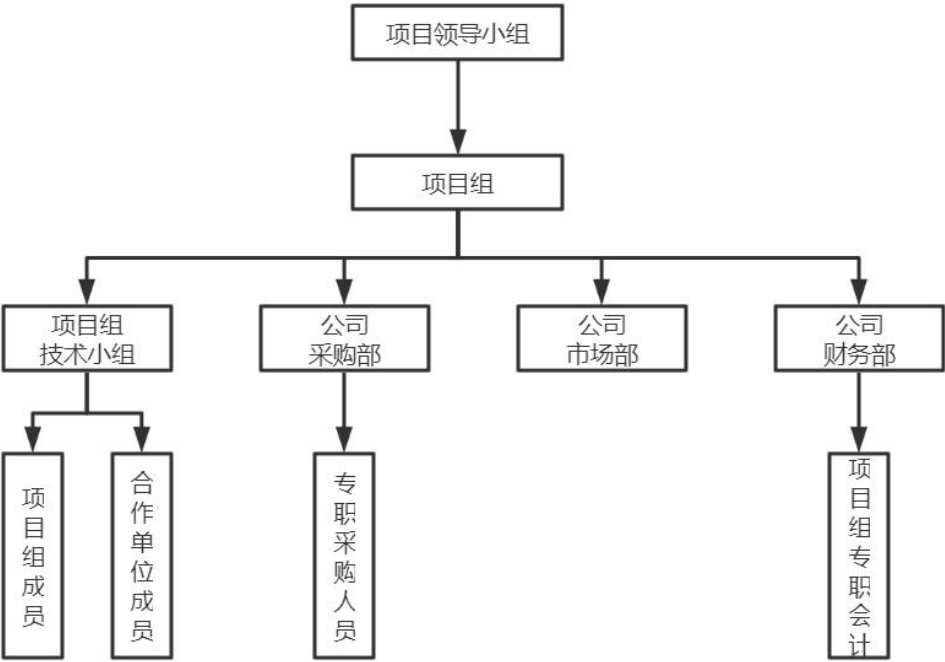 项目领导小组
项目组
项目组
技术小组
公司
采购部
公司
市场部
公司
财务部
项目组成员
合作单位成员
专职采购人员
项目组专职会计